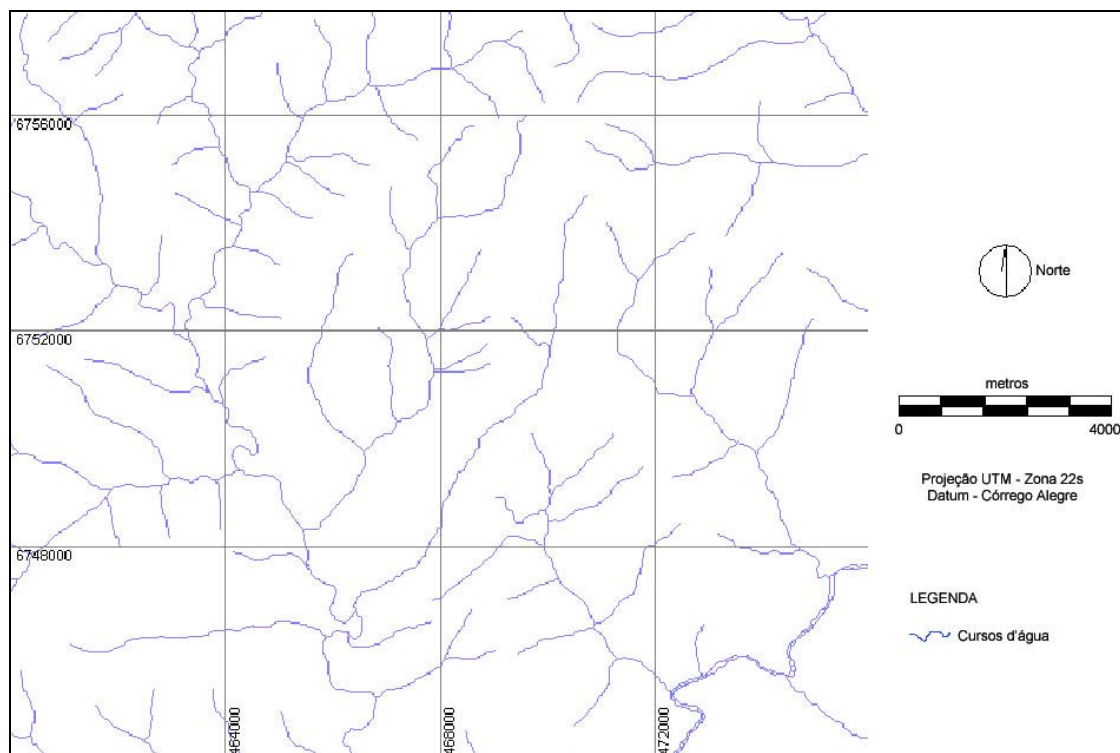 6756000
6752000
6748000
464000
468000
472000
Norte
metros
0 4000
Projeção UTM - Zona 22s
Datum - Córrego Alegre
LEGENDA
Cursos d'água